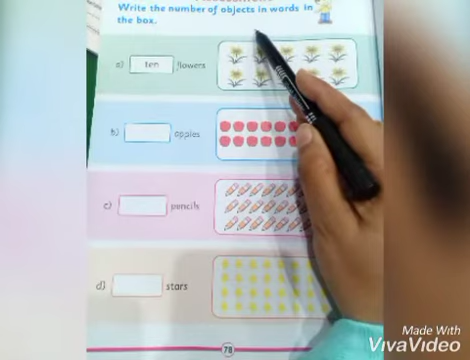 Write the number of objects in words in
the box.
a) ten flowers
b) apples
c) pencils
d) stars
78
Made With
VivaVideo